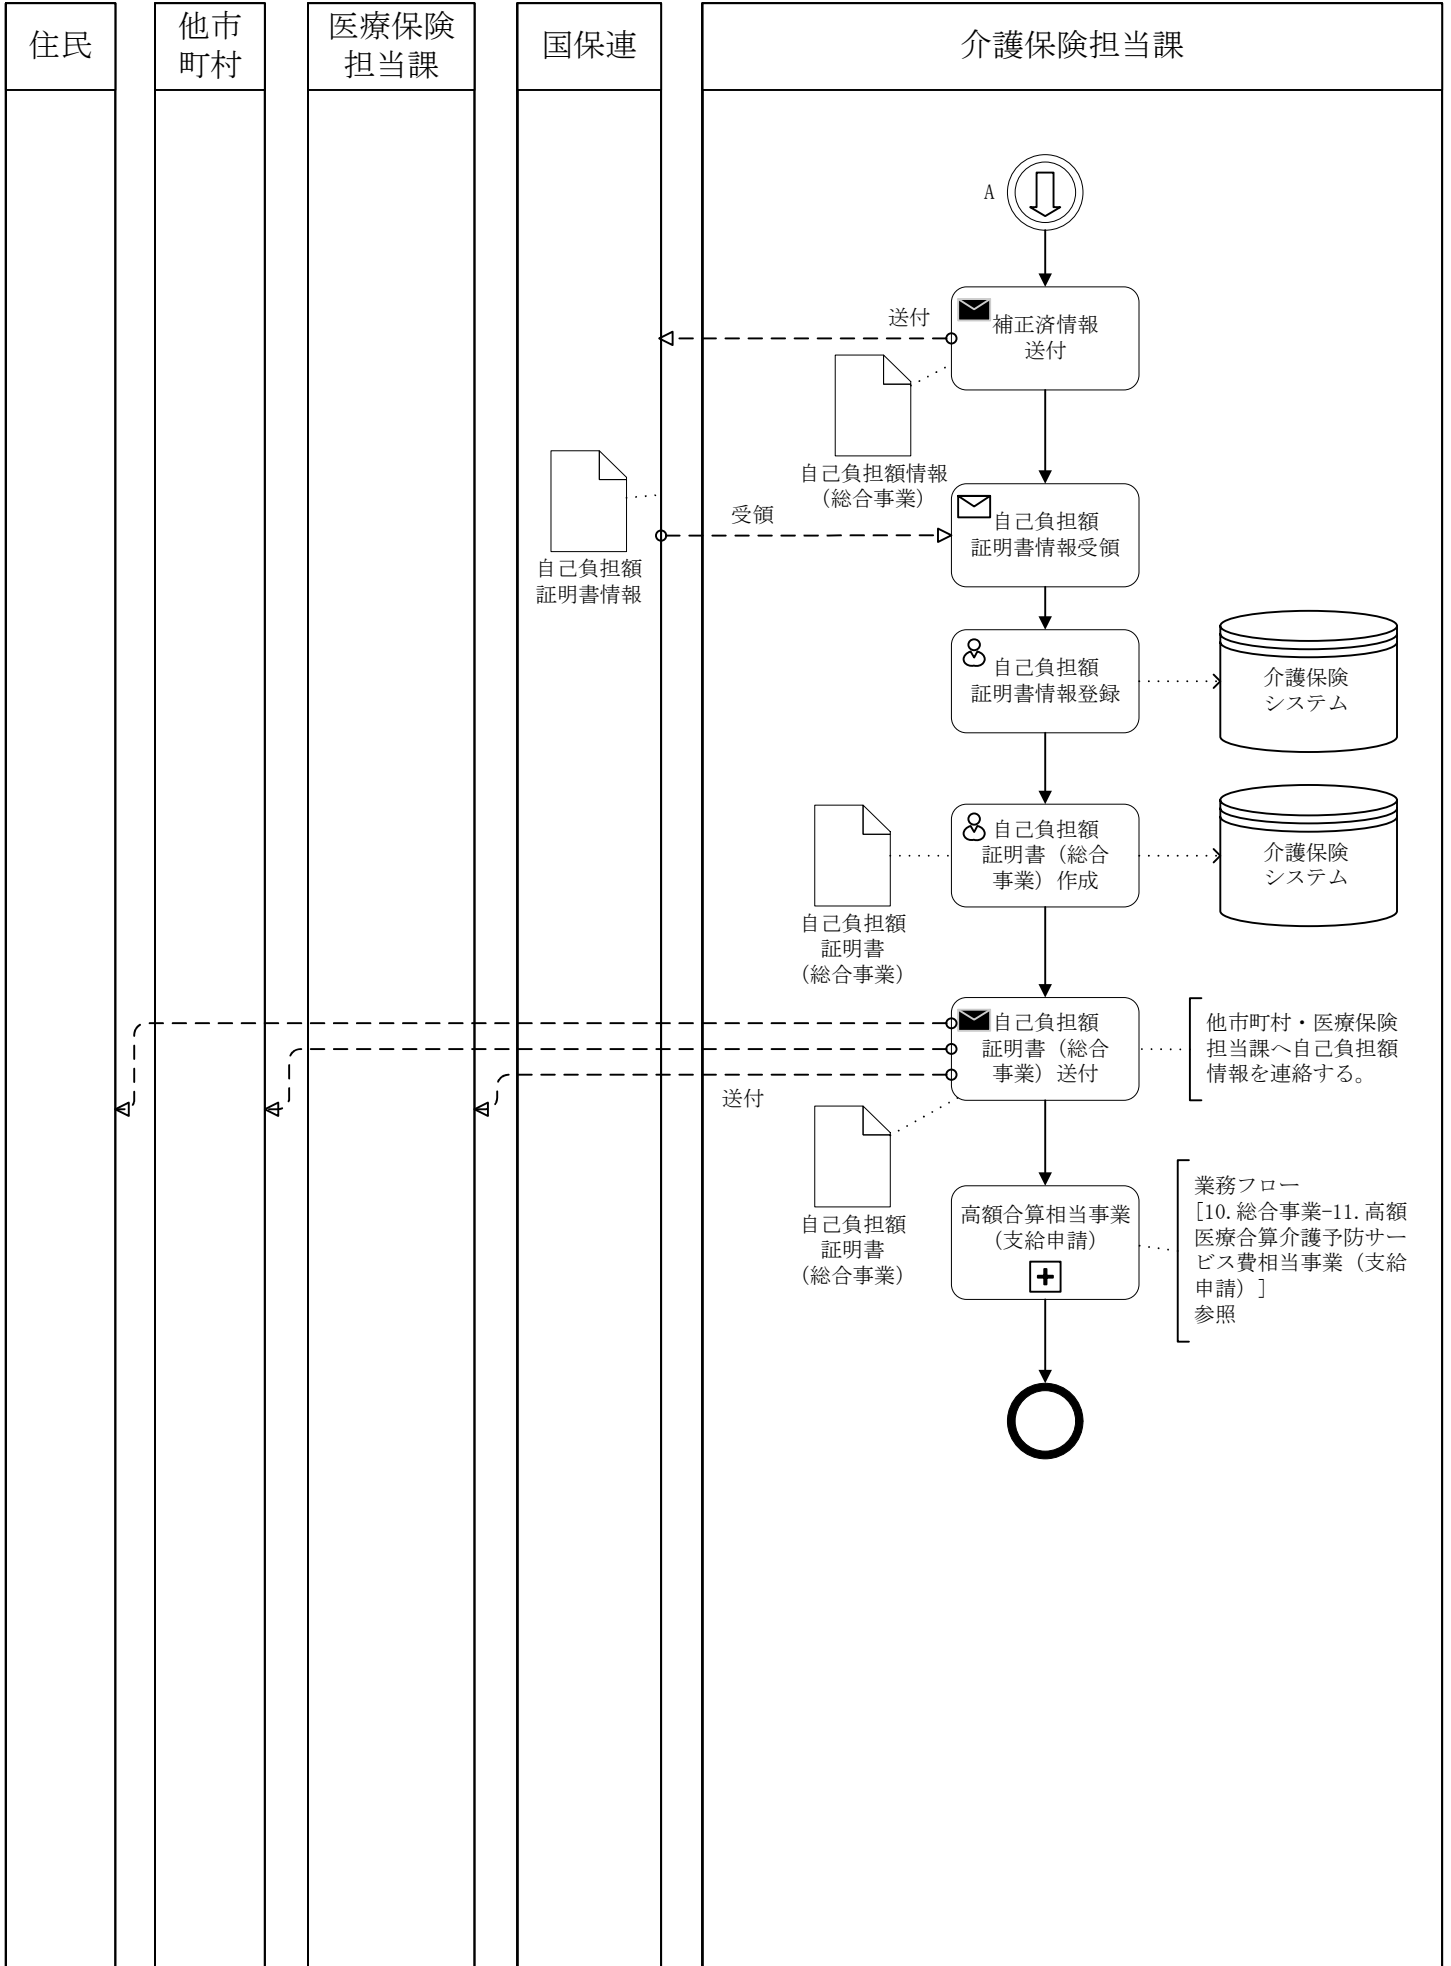 住民
他市
町村
医療保険
担当課
国保連
介護保険担当課
A
送付
補正済情報
送付
自己負担額情報
（総合事業）
自己負担額
証明書情報
受領
自己負担額
証明書情報受領
自己負担額
証明書情報登録
介護保険
システム
自己負担額
証明書（総合
事業）作成
介護保険
システム
自己負担額
証明書
（総合事業）
自己負担額
証明書（総合
事業）送付
他市町村・医療保険
担当課へ自己負担額
情報を連絡する。
送付
自己負担額
証明書
（総合事業）
高額合算相当事業
（支給申請）
業務フロー
[10.総合事業-11.高額
医療合算介護予防サー
ビス費相当事業（支給
申請）]
参照